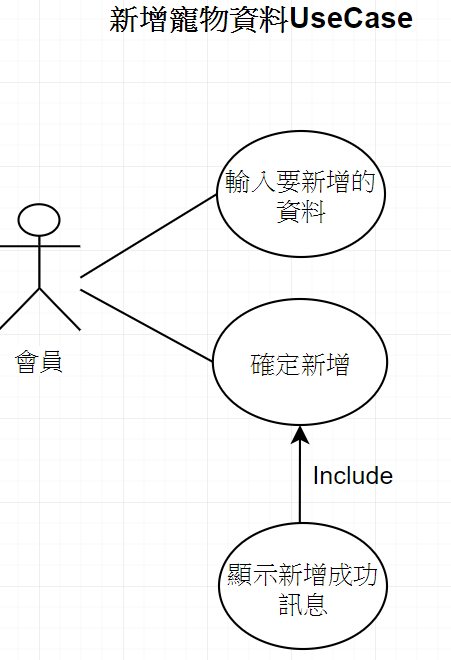 新增寵物資料UseCase
輸入要新增的
資料
會員
確定新增
Include
顯示新增成功
訊息